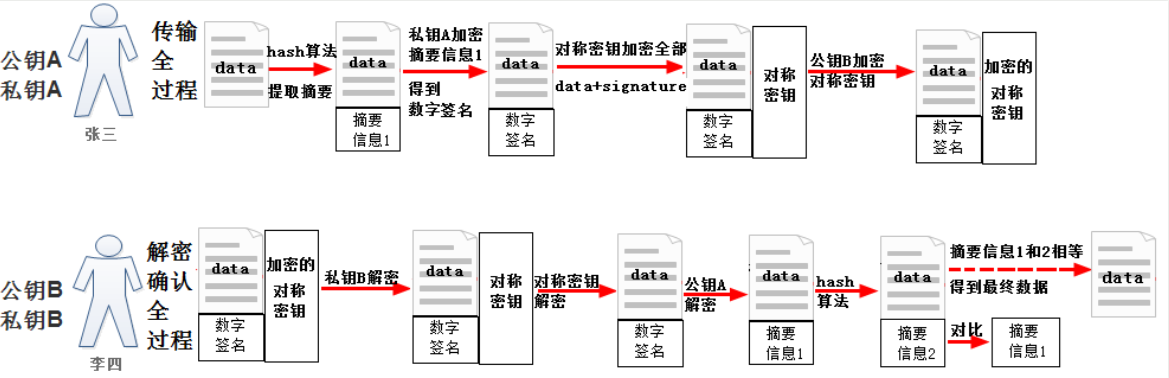 公钥A
私钥A
张三
传输
全
过程
data
hash算法
提取摘要
data
摘要
信息1
私钥A加密
摘要信息1
得到
数字签名
data
数字
签名
对称密钥加密全部
data+signature
data
数字
签名
对称
密钥
公钥B加密
对称密钥
data
数字
签名
加密的
对称
密钥
公钥B
私钥B
李四
解密
确认
全
过程
data
数字
签名
加密的
对称
密钥
私钥B解密
data
数字
签名
对称
密钥
对称密钥
解密
data
数字
签名
公钥A
解密
data
摘要
信息1
hash
算法
data
摘要
信息2
对比
摘要
信息1
摘要信息1和2相等
得到最终数据
data